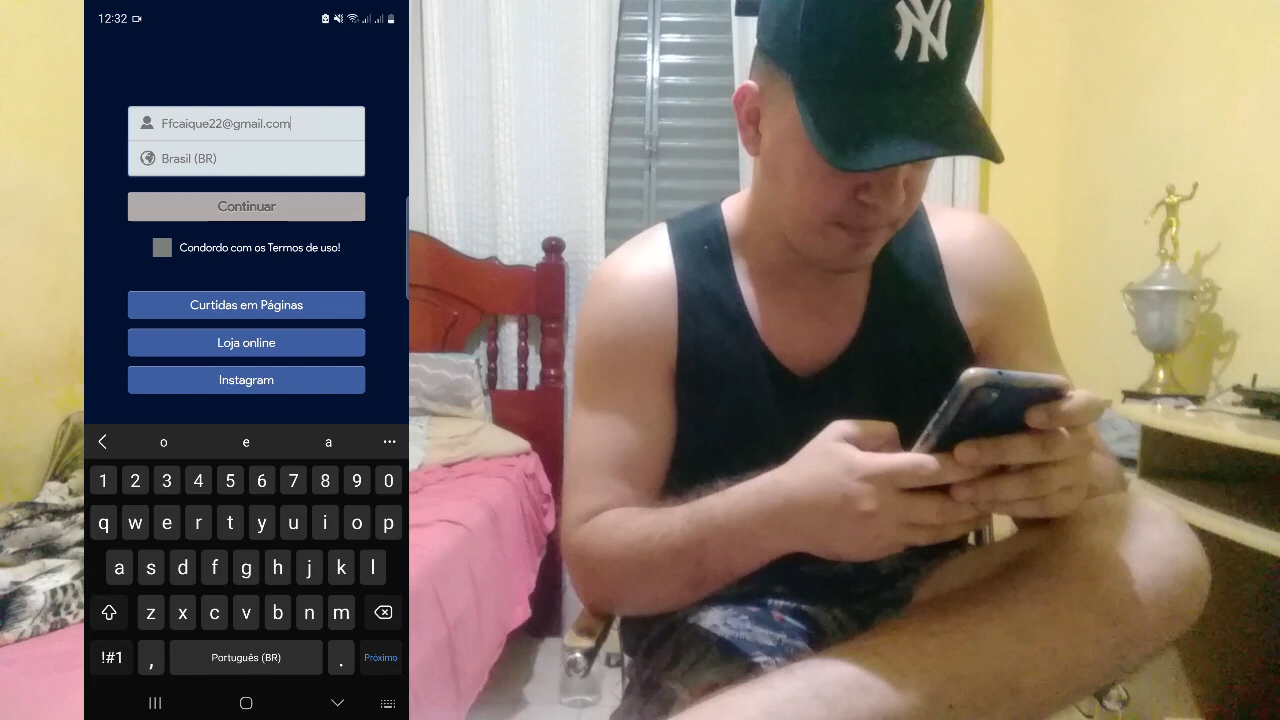 12:32
Ffcaique22@gmail.com
Brasil (BR)
Continuar
Condordo com os Termos de uso!
Curtidas em Páginas
Loja online
Instagram
o e a ...
1 2 3 4 5 6 7 8 9 0
q w e r t y u i o p
a s d f g h j k l
z x c v b n m
!#1 , Português (BR) . Próximo
NY